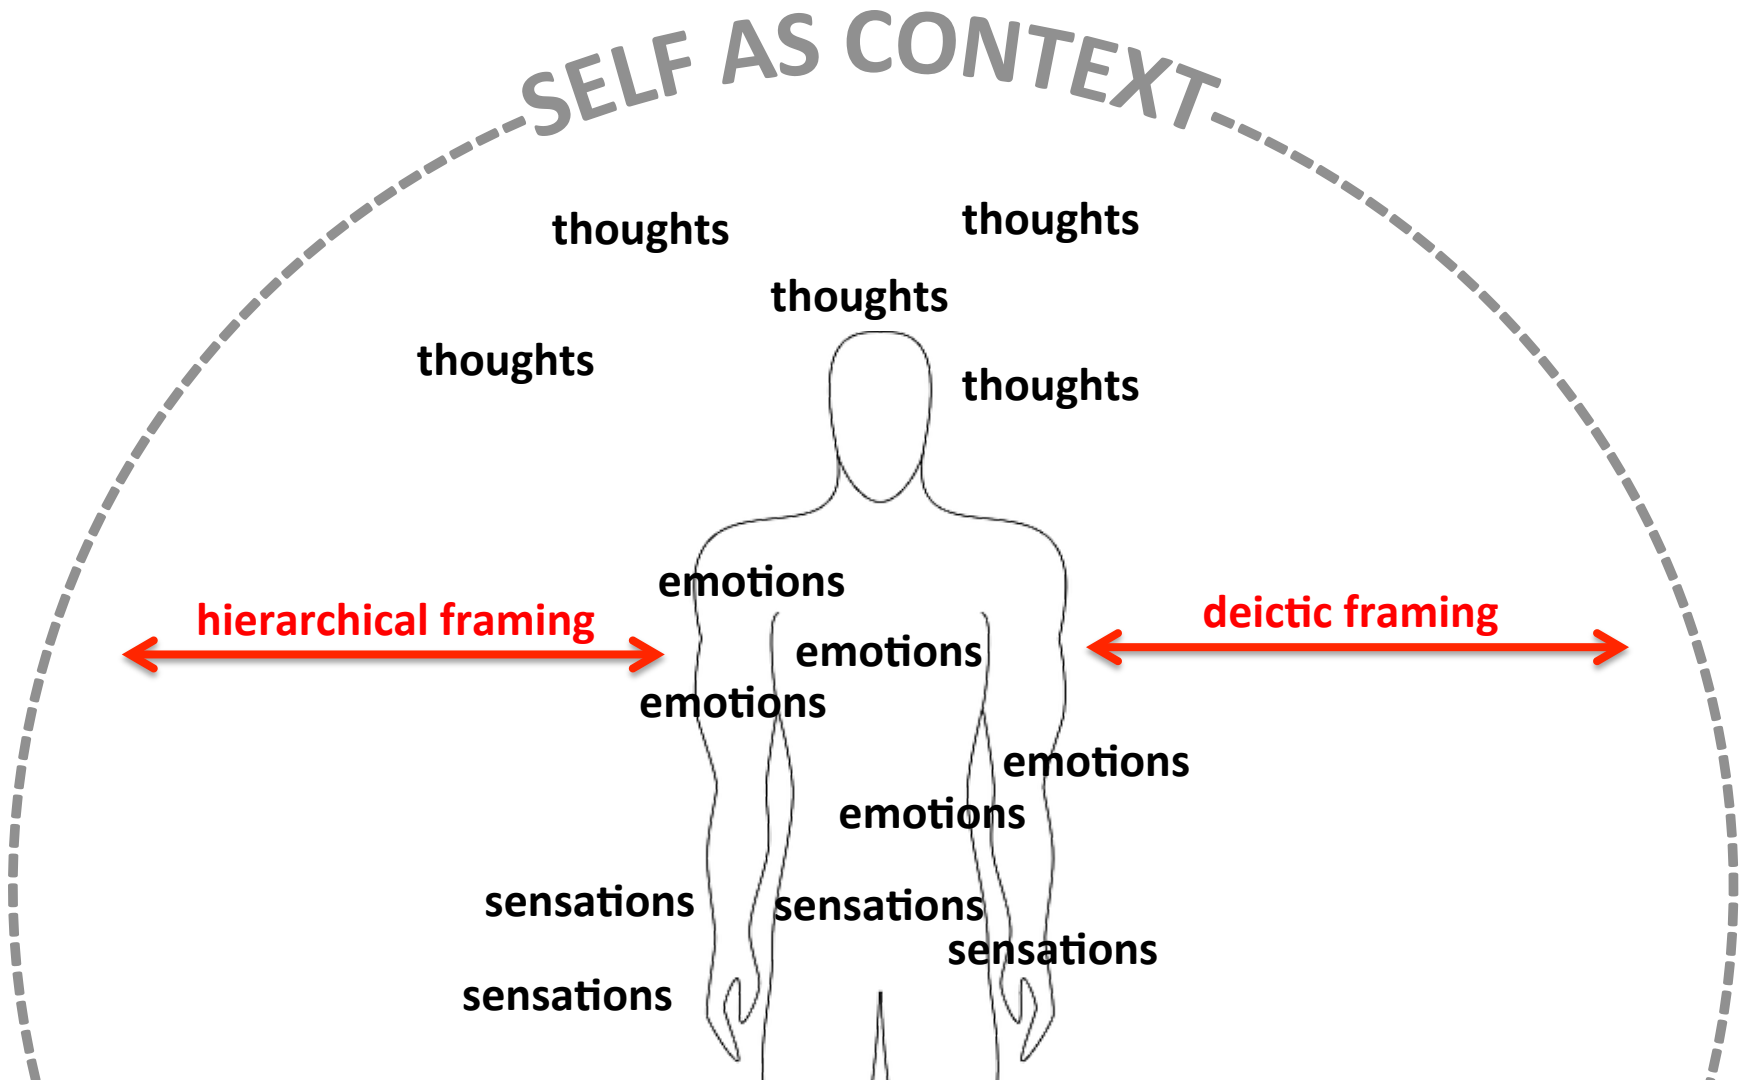 SELF AS CONTEXT
thoughts
thoughts
thoughts
thoughts
thoughts
emotions
hierarchical framing
deictic framing
emotions
emotions
emotions
emotions
sensations
sensations
sensations
sensations